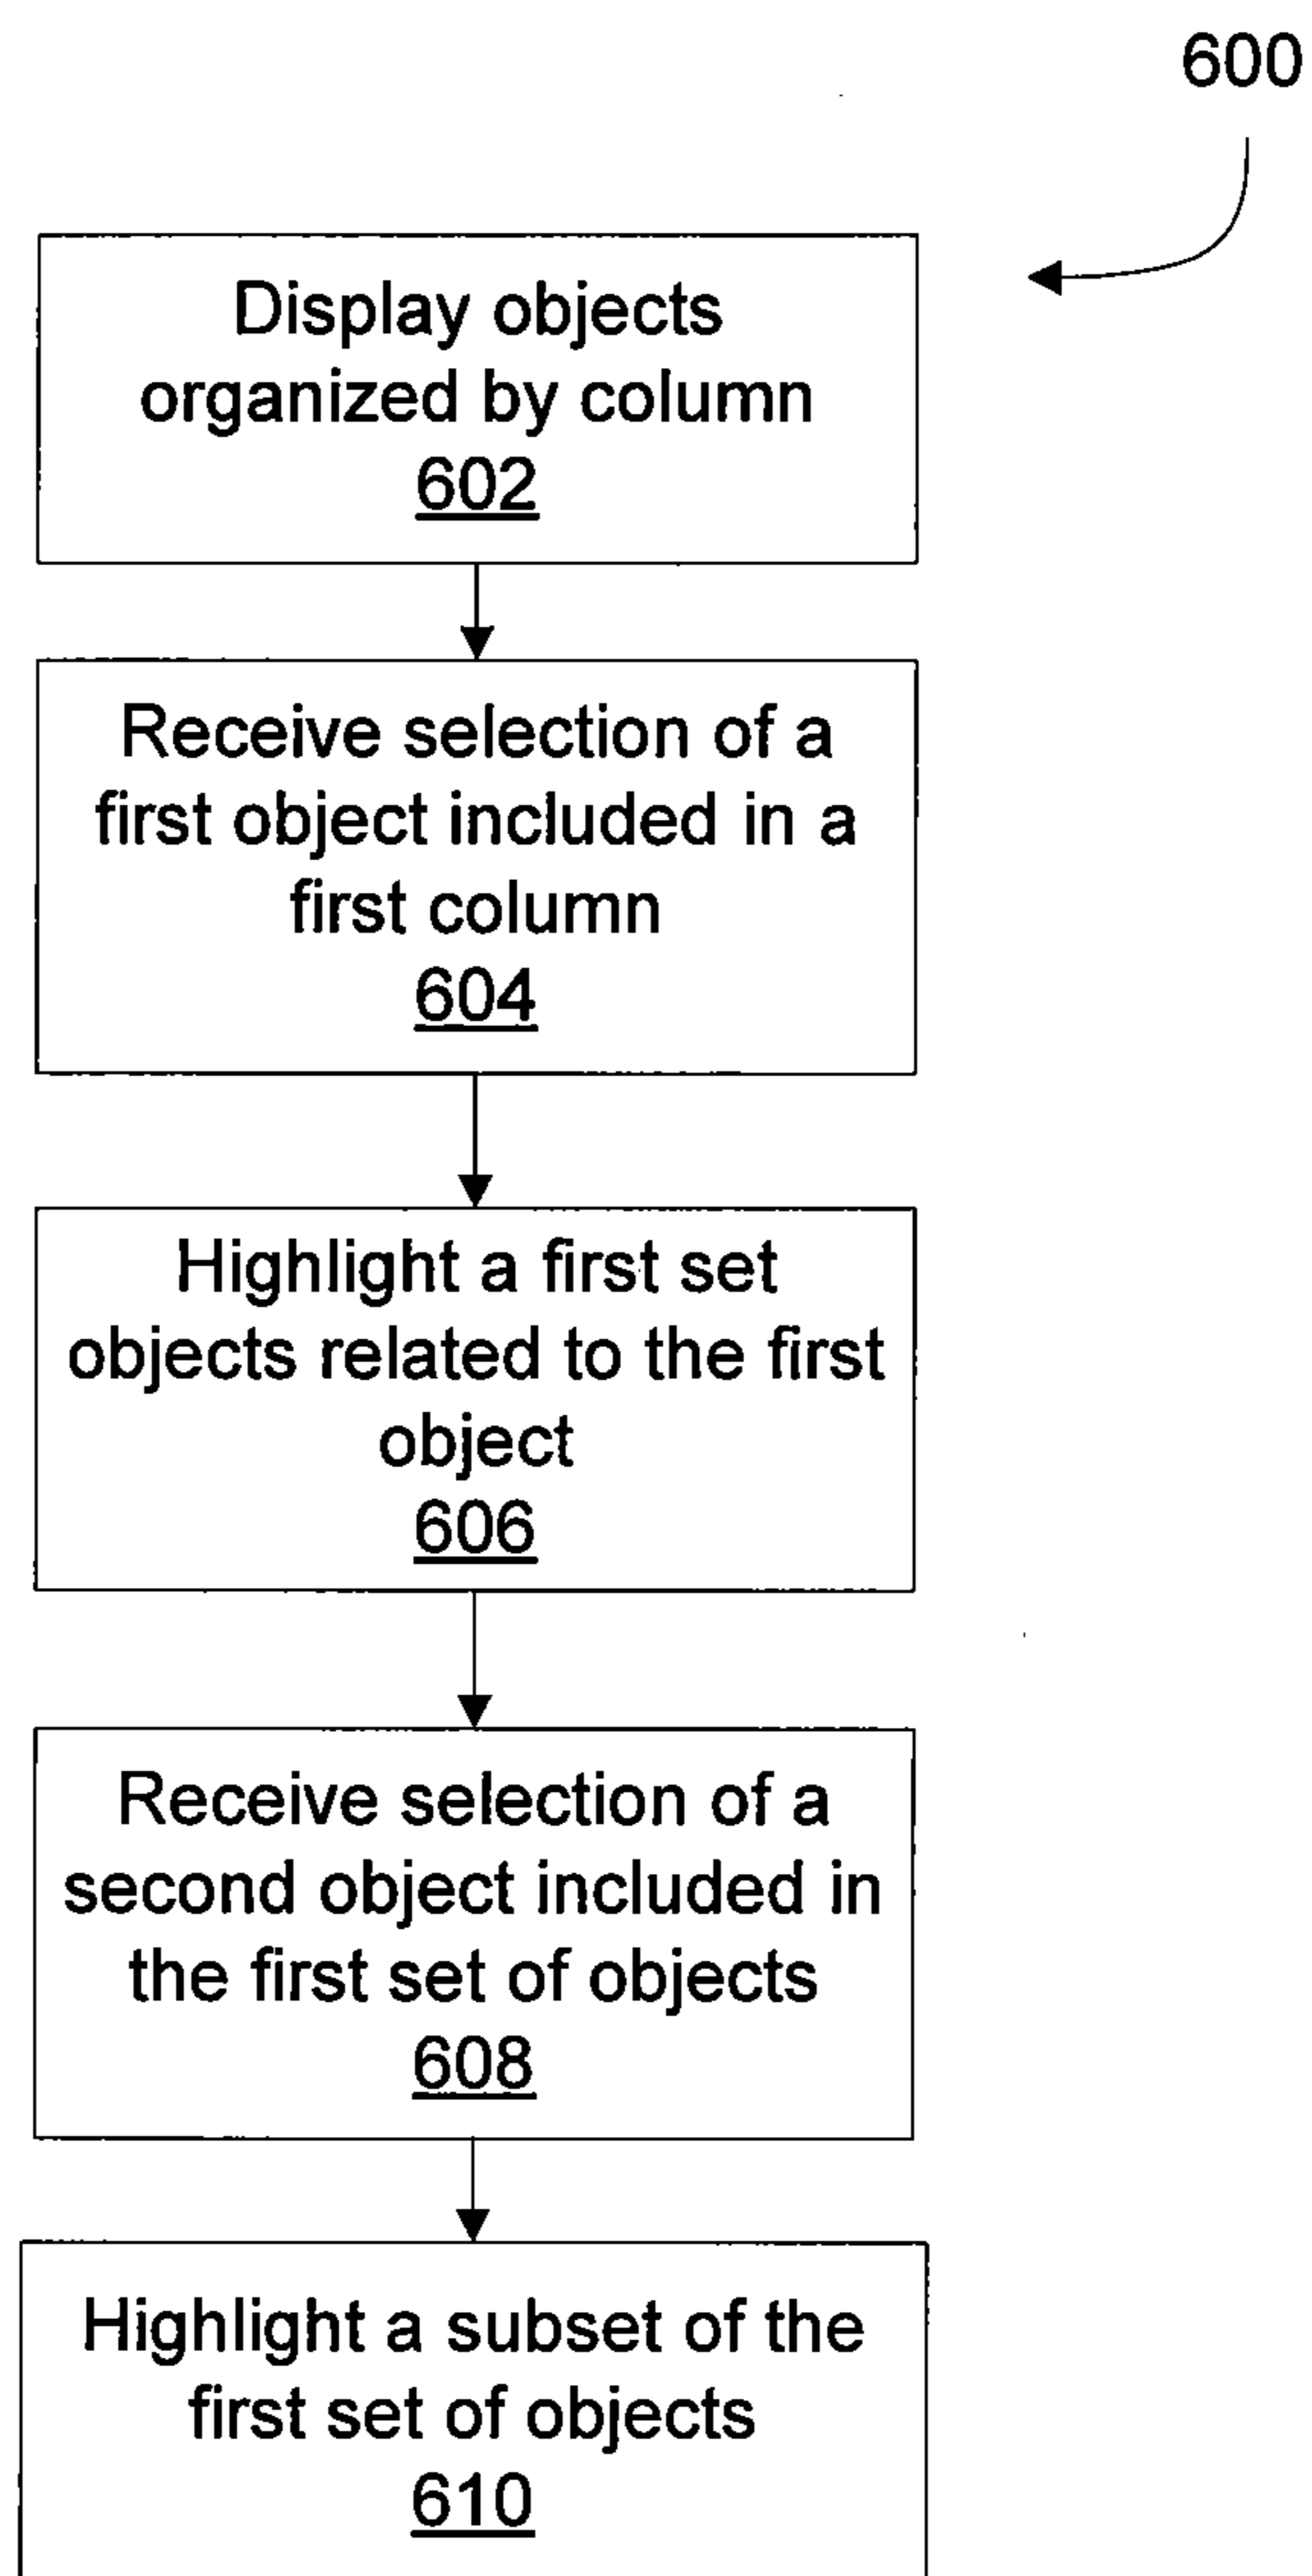 600
Display objects
organized by column
602
Receive selection of a
first object included in a
first column
604
Highlight a first set
objects related to the first
object
606
Receive selection of a
second object included in
the first set of objects
608
Highlight a subset of the
first set of objects
610